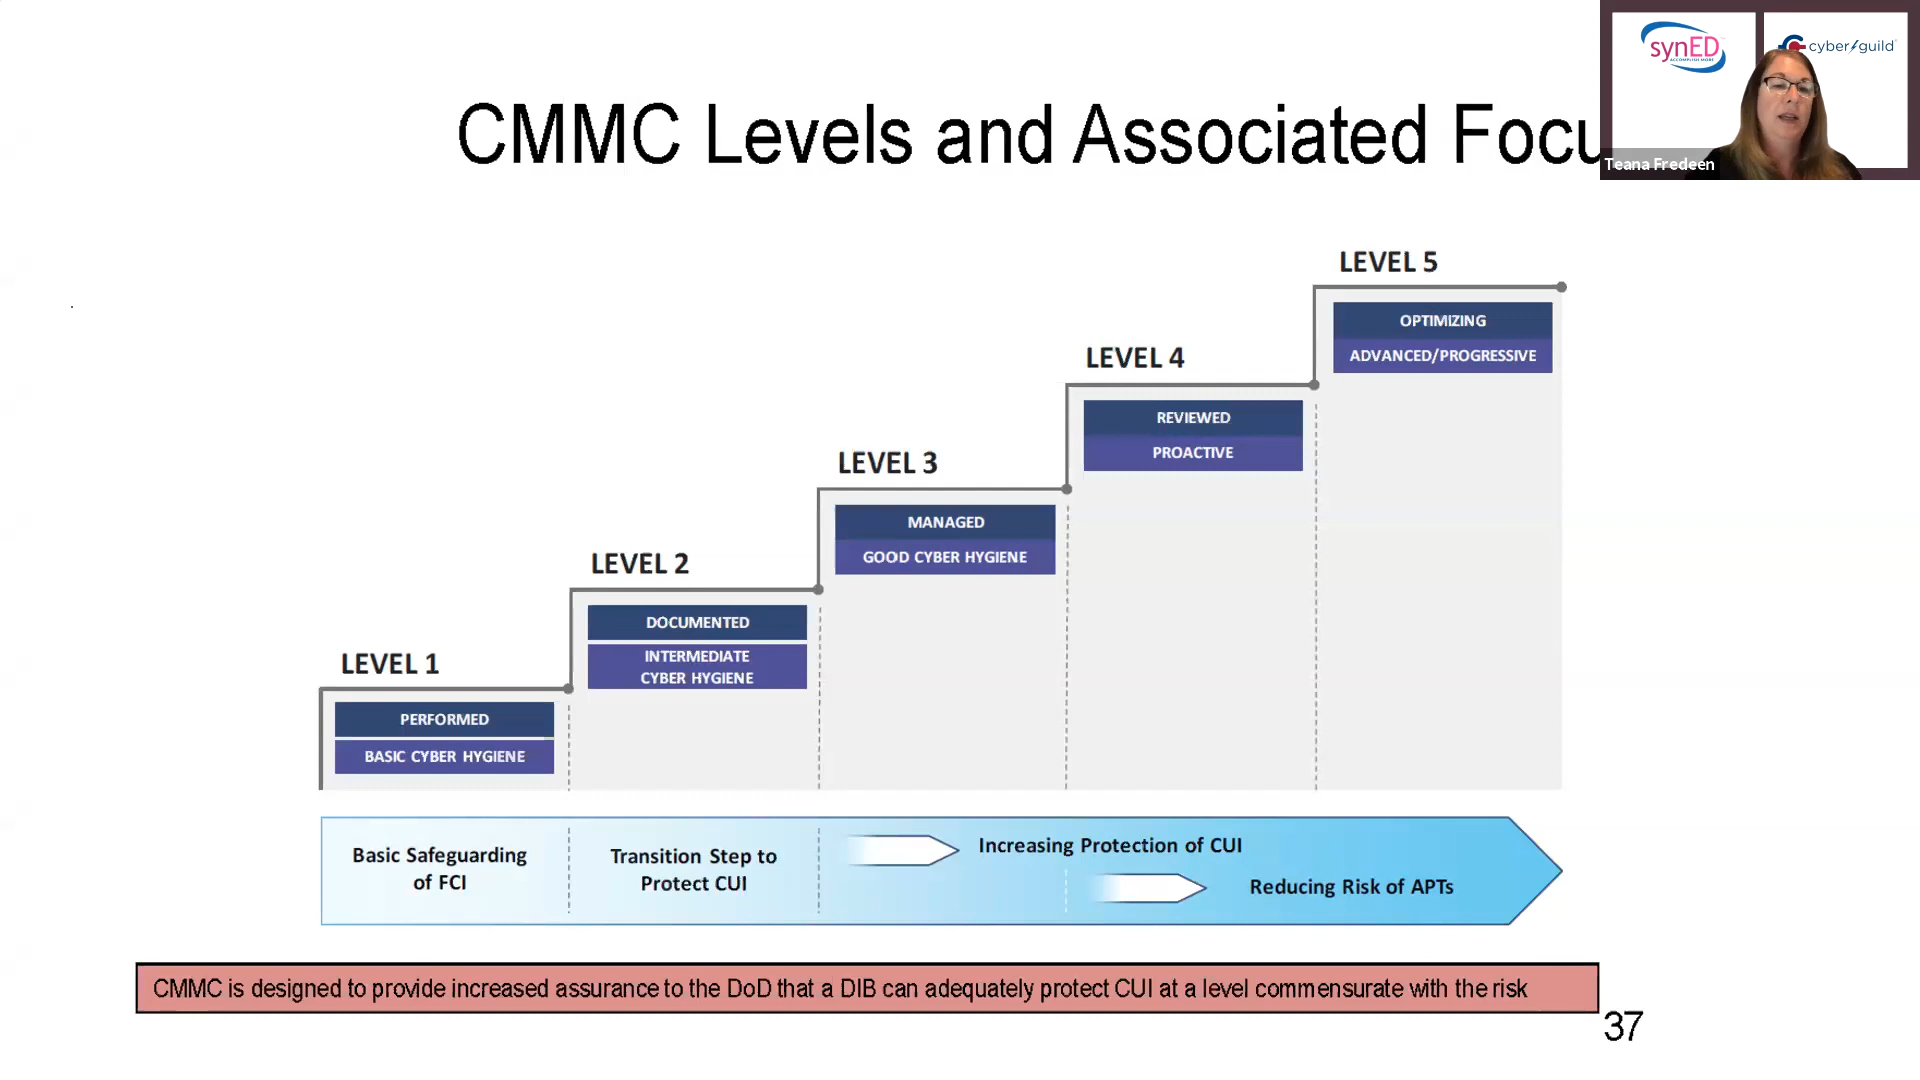 synED
ACCOMPLISH MORE
cyber guild
Teana Fredeen
CMMC Levels and Associated Focu
LEVEL 5
OPTIMIZING
ADVANCED/PROGRESSIVE
LEVEL 4
REVIEWED
PROACTIVE
LEVEL 3
MANAGED
GOOD CYBER HYGIENE
LEVEL 2
DOCUMENTED
INTERMEDIATE
CYBER HYGIENE
LEVEL 1
PERFORMED
BASIC CYBER HYGIENE
Basic Safeguarding
of FCI
Transition Step to
Protect CUI
Increasing Protection of CUI
Reducing Risk of APTs
CMMC is designed to provide increased assurance to the DoD that a DIB can adequately protect CUI at a level commensurate with the risk
37